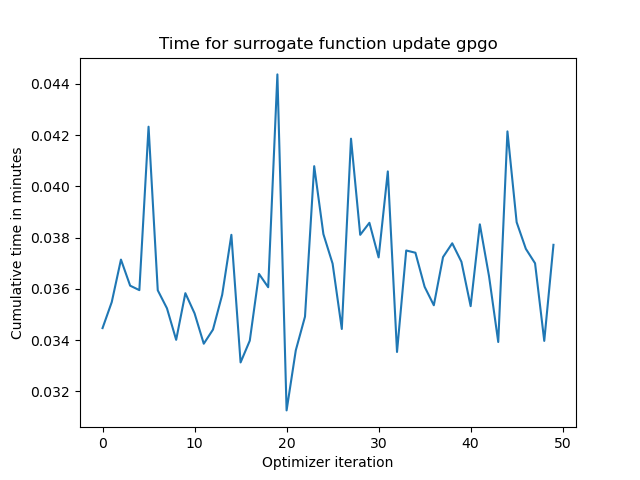 Time for surrogate function update gpgo
Cumulative time in minutes
0.044
0.042
0.040
0.038
0.036
0.034
0.032
0 10 20 30 40 50
Optimizer iteration